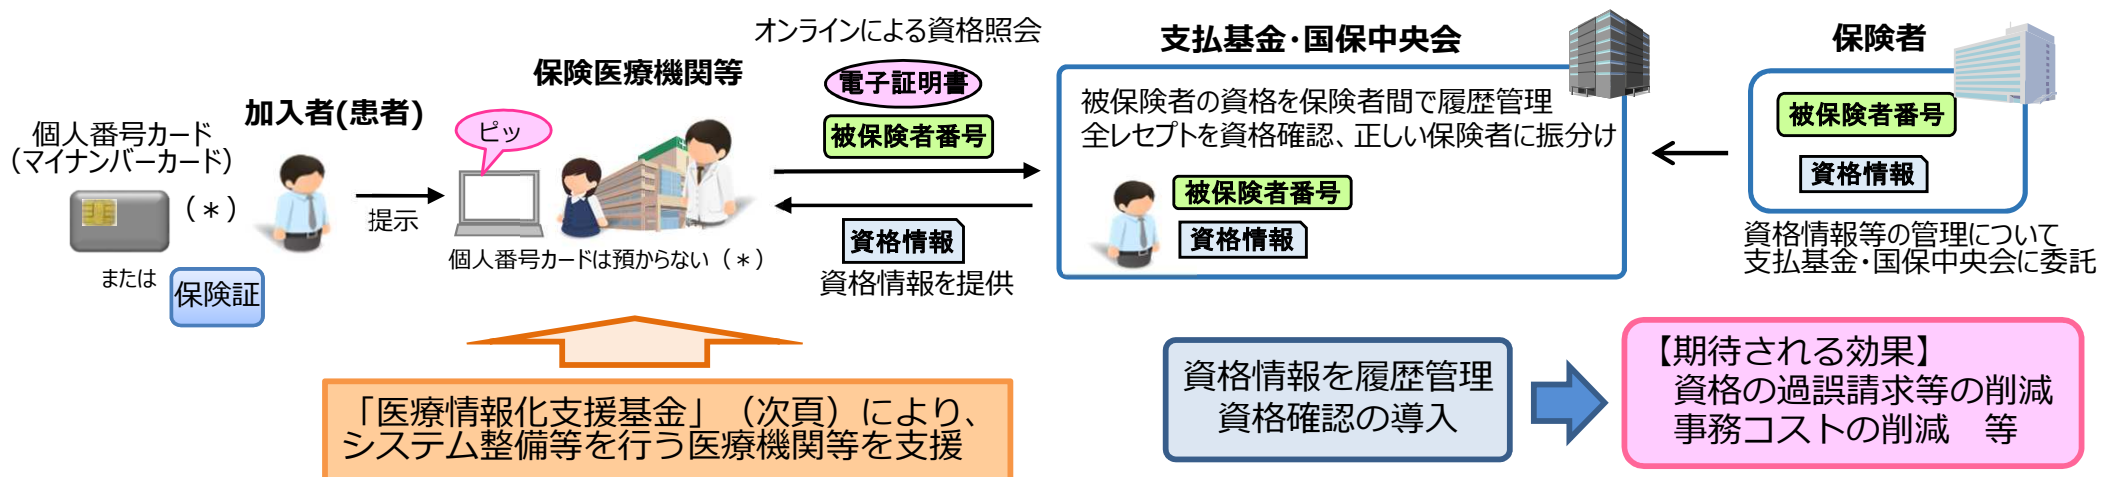 個人番号カード
(マイナンバーカード)
(＊)
または
保険証
加入者(患者)
提示
保険医療機関等
ピッ
個人番号カードは預からない（＊）
オンラインによる資格照会
電子証明書
被保険者番号
資格情報
資格情報を提供
支払基金・国保中央会
被保険者の資格を保険者間で履歴管理
全レセプトを資格確認、正しい保険者に振分け
被保険者番号
資格情報
保険者
被保険者番号
資格情報
資格情報等の管理について
支払基金・国保中央会に委託
「医療情報化支援基金」（次頁）により、
システム整備等を行う医療機関等を支援
資格情報を履歴管理
資格確認の導入
【期待される効果】
資格の過誤請求等の削減
事務コストの削減　等